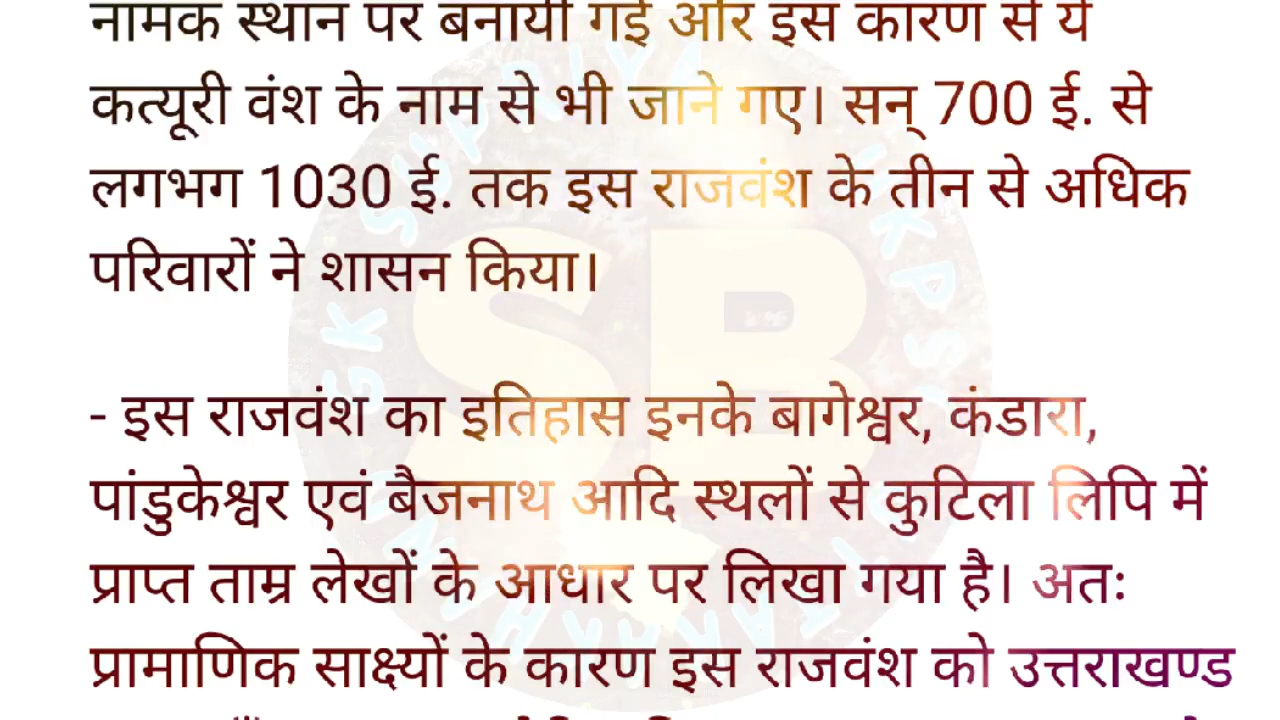 नामक स्थान पर बनायी गई और इस कारण से ये
कत्यूरी वंश के नाम से भी जाने गए। सन् 700 ई. से
लगभग 1030 ई. तक इस राजवंश के तीन से अधिक
परिवारों ने शासन किया।
- इस राजवंश का इतिहास इनके बागेश्वर, कंडारा,
पांडुकेश्वर एवं बैजनाथ आदि स्थलों से कुटिला लिपि में
प्राप्त ताम्र लेखों के आधार पर लिखा गया है। अतः
प्रामाणिक साक्ष्यों के कारण इस राजवंश को उत्तराखण्ड
SB